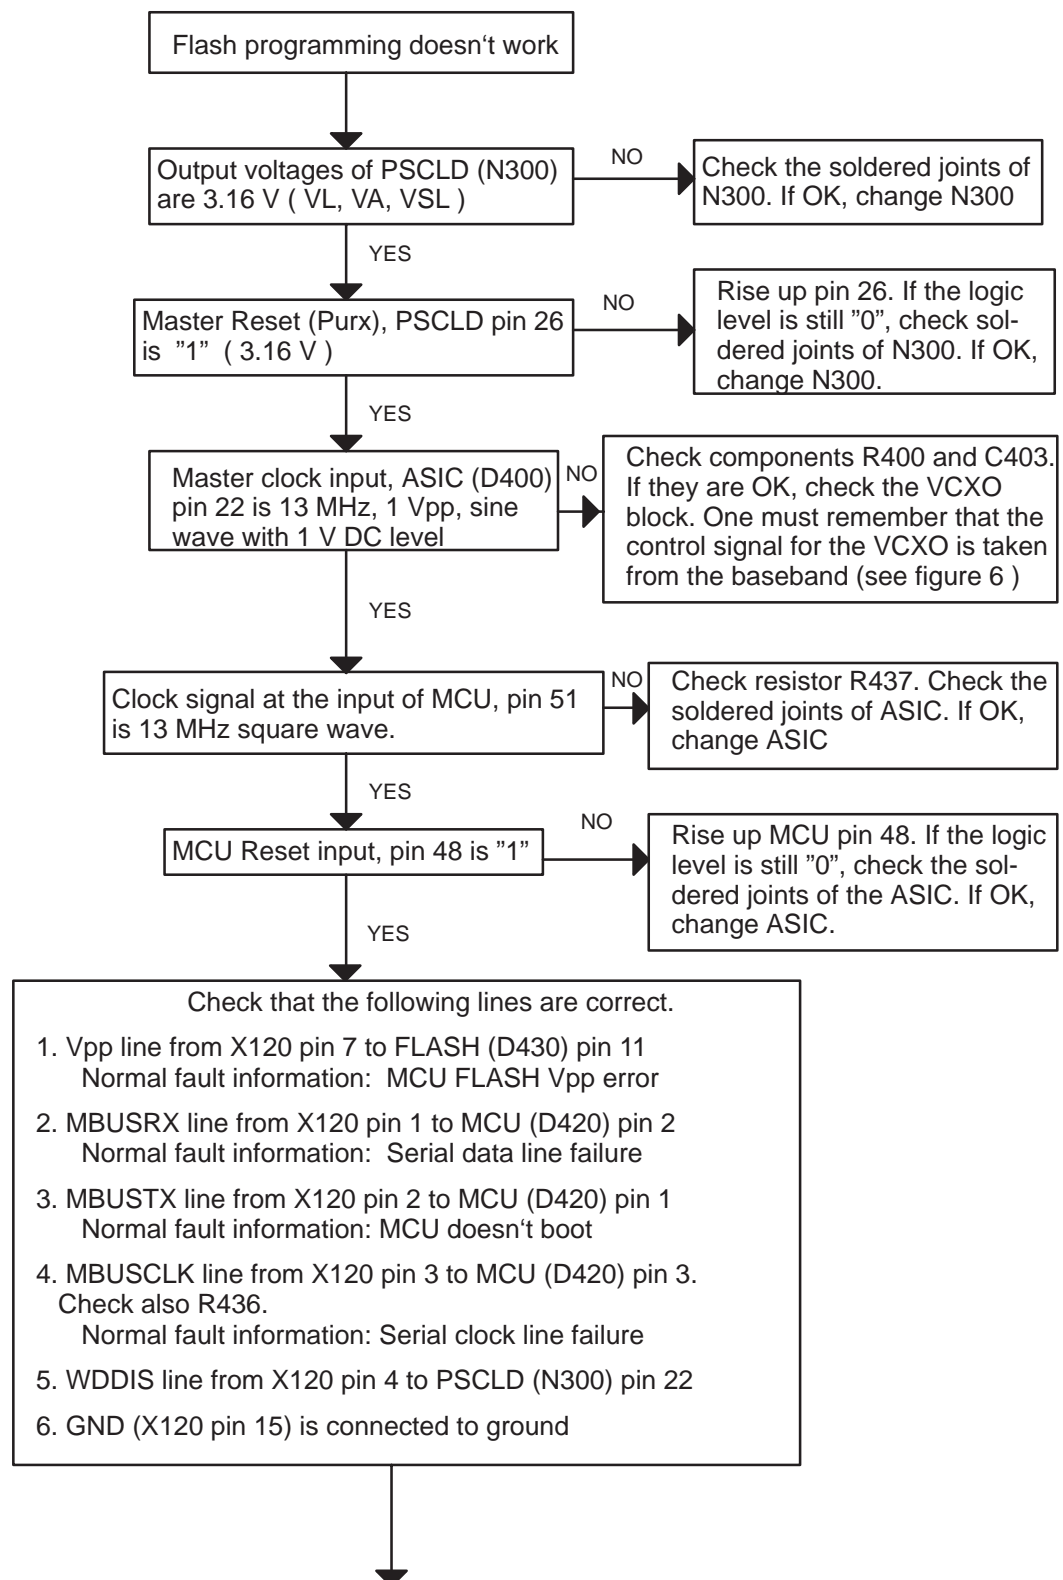 Flash programming doesn‘t work
Output voltages of PSCLD (N300)
are 3.16 V ( VL, VA, VSL )
NO
Check the soldered joints of
N300. If OK, change N300
YES
Master Reset (Purx), PSCLD pin 26
is ”1” ( 3.16 V )
NO
Rise up pin 26. If the logic
level is still ”0”, check sol-
dered joints of N300. If OK,
change N300.
YES
Master clock input, ASIC (D400)
pin 22 is 13 MHz, 1 Vpp, sine
wave with 1 V DC level
NO
Check components R400 and C403.
If they are OK, check the VCXO
block. One must remember that the
control signal for the VCXO is taken
from the baseband (see figure 6 )
YES
Clock signal at the input of MCU, pin 51
is 13 MHz square wave.
NO
Check resistor R437. Check the
soldered joints of ASIC. If OK,
change ASIC
YES
MCU Reset input, pin 48 is ”1”
NO
Rise up MCU pin 48. If the logic
level is still ”0”, check the sol-
dered joints of the ASIC. If OK,
change ASIC.
YES
Check that the following lines are correct.
1. Vpp line from X120 pin 7 to FLASH (D430) pin 11
Normal fault information: MCU FLASH Vpp error
2. MBUSRX line from X120 pin 1 to MCU (D420) pin 2
Normal fault information: Serial data line failure
3. MBUSTX line from X120 pin 2 to MCU (D420) pin 1
Normal fault information: MCU doesn‘t boot
4. MBUSCLK line from X120 pin 3 to MCU (D420) pin 3.
Check also R436.
Normal fault information: Serial clock line failure
5. WDDIS line from X120 pin 4 to PSCLD (N300) pin 22
6. GND (X120 pin 15) is connected to ground